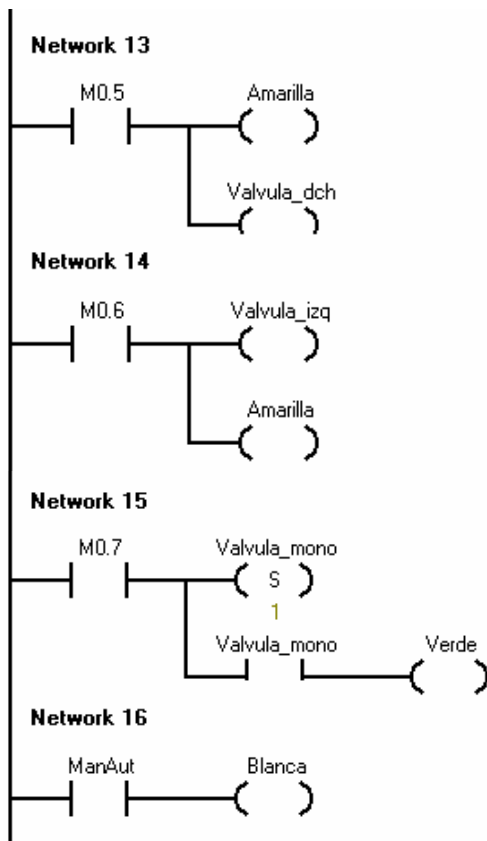 Network 13
M0.5 Amarilla
Valvula_dch
Network 14
M0.6 Valvula_izq
Amarilla
Network 15
M0.7 Valvula_mono
S
1
Valvula_mono Verde
Network 16
ManAut Blanca